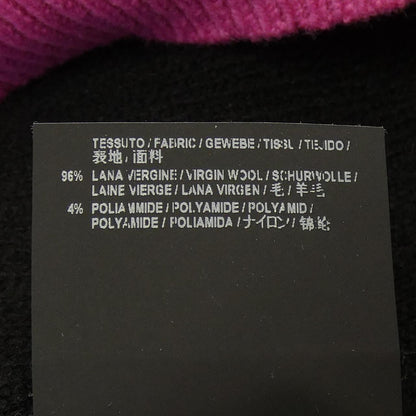 TESSUTO / FABRIC / GEWEBE / TISSU / TEJIDO /
表地 / 面料
96% LANA VERGINE / VIRGIN WOOL / SCHURWOLLE /
LAINE VIERGE / LANA VIRGEN / 毛 / 羊毛
4% POLIAMMIDE / POLYAMIDE / POLYAMID /
POLYAMIDE / POLIAMIDA / ナイロン / 锦纶